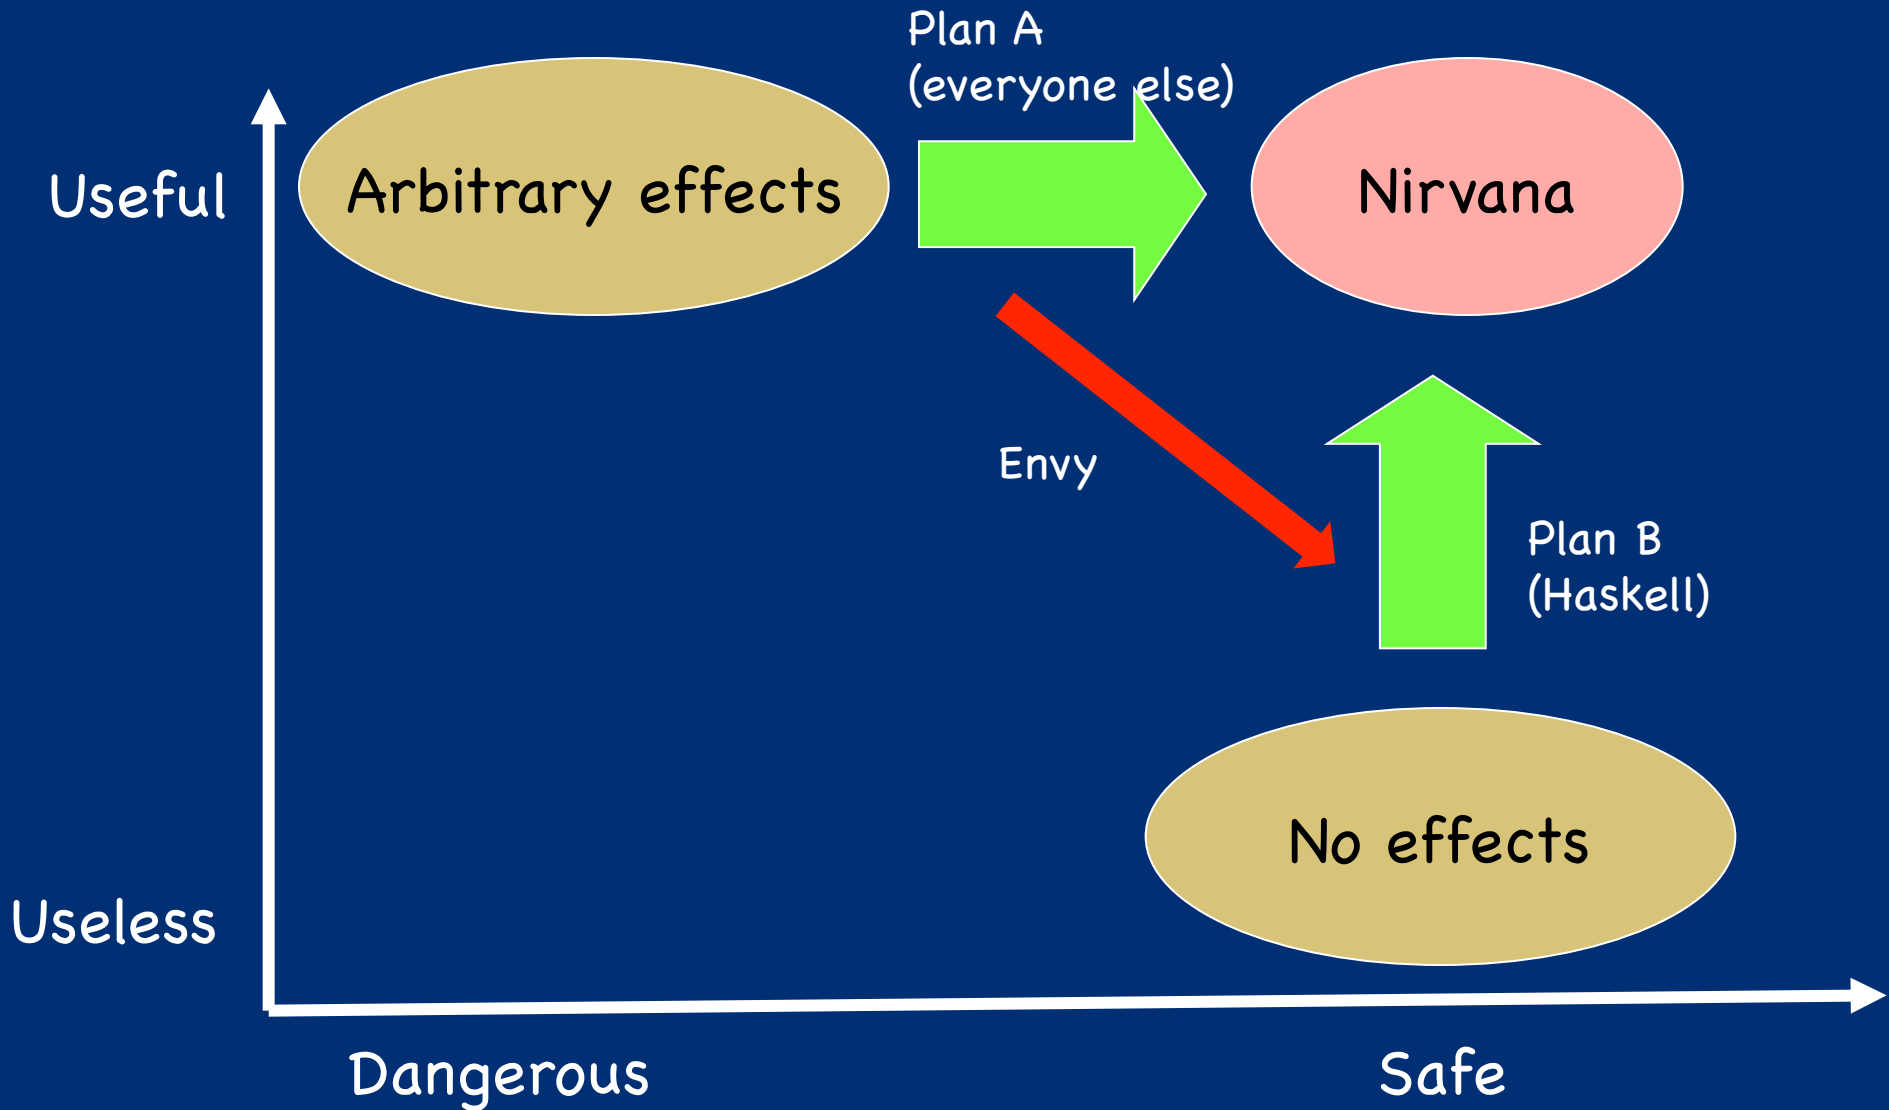 Plan A
(everyone else)
Useful
Arbitrary effects
Nirvana
Envy
Plan B
(Haskell)
No effects
Useless
Dangerous
Safe